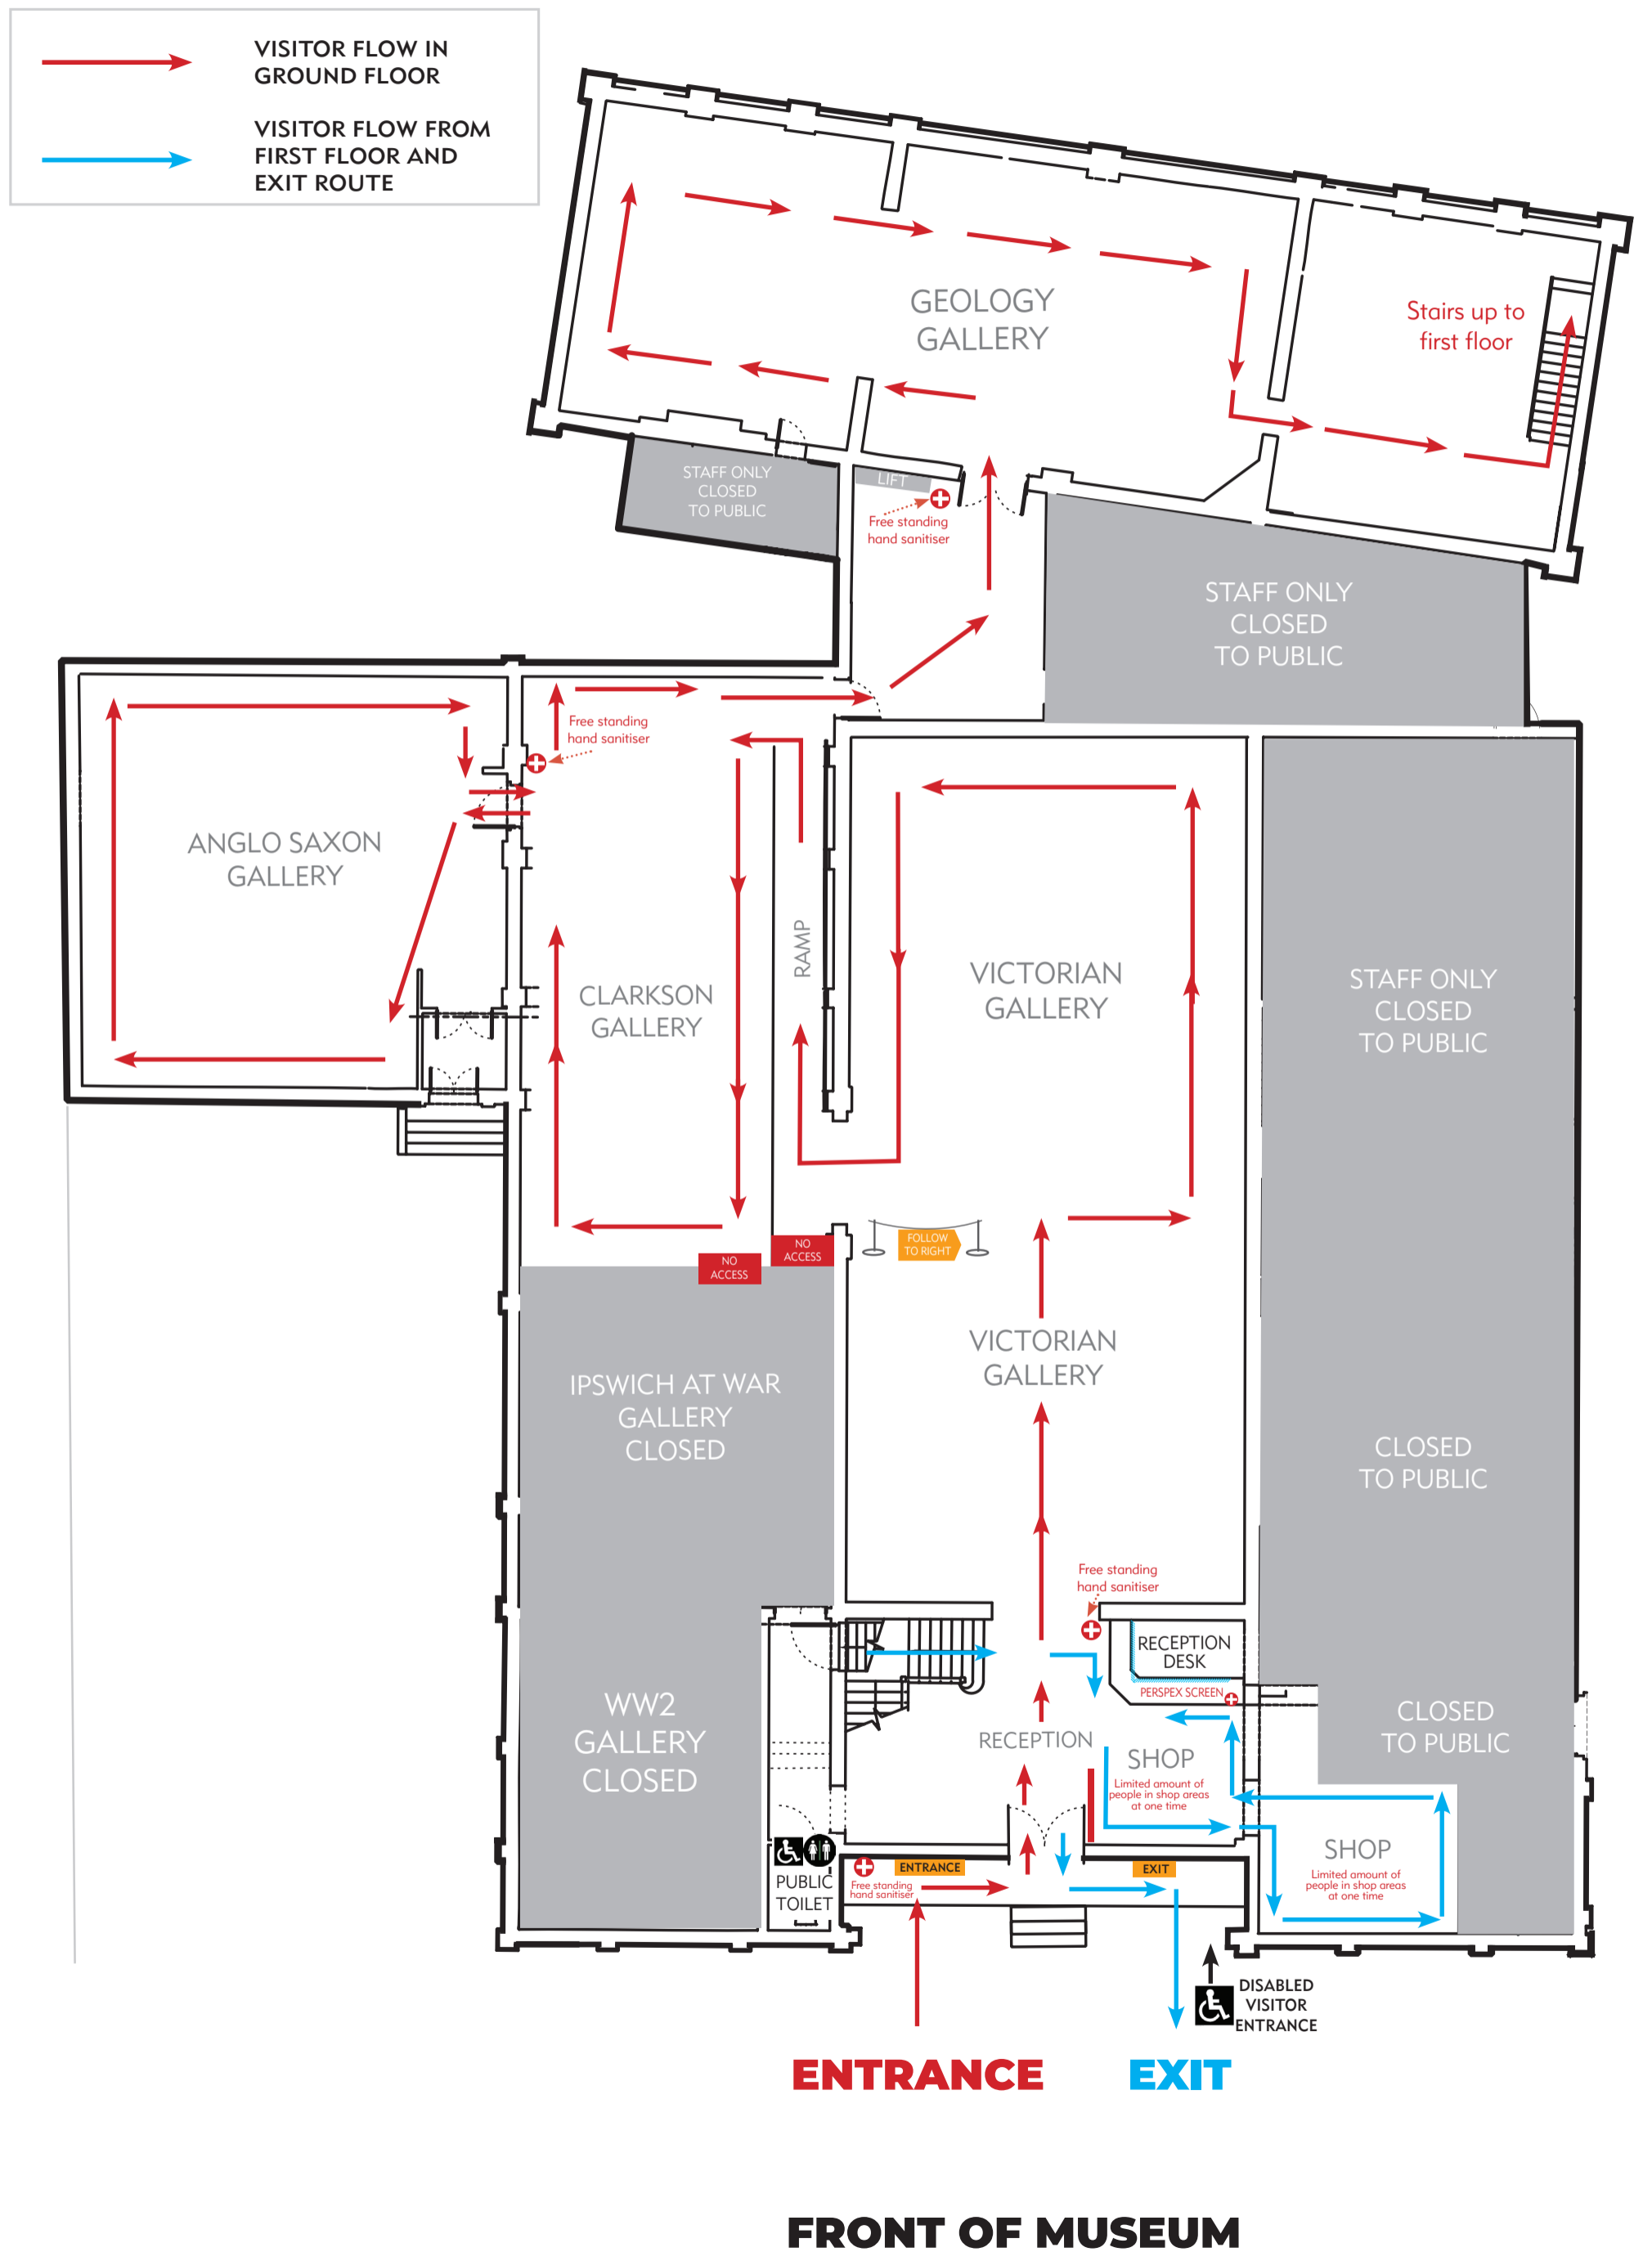 VISITOR FLOW IN
GROUND FLOOR
VISITOR FLOW FROM
FIRST FLOOR AND
EXIT ROUTE
GEOLOGY
GALLERY
Stairs up to
first floor
STAFF ONLY
CLOSED
TO PUBLIC
LIFT
Free standing
hand sanitiser
STAFF ONLY
CLOSED
TO PUBLIC
Free standing
hand sanitiser
ANGLO SAXON
GALLERY
CLARKSON
GALLERY
RAMP
VICTORIAN
GALLERY
STAFF ONLY
CLOSED
TO PUBLIC
NO
ACCESS
NO
ACCESS
FOLLOW
TO RIGHT
VICTORIAN
GALLERY
IPSWICH AT WAR
GALLERY
CLOSED
CLOSED
TO PUBLIC
Free standing
hand sanitiser
RECEPTION
DESK
PERSPEX SCREEN
WW2
GALLERY
CLOSED
RECEPTION
SHOP
Limited amount of
people in shop areas
at one time
CLOSED
TO PUBLIC
SHOP
Limited amount of
people in shop areas
at one time
PUBLIC
TOILET
ENTRANCE
Free standing
hand sanitiser
EXIT
DISABLED
VISITOR
ENTRANCE
ENTRANCE
EXIT
FRONT OF MUSEUM